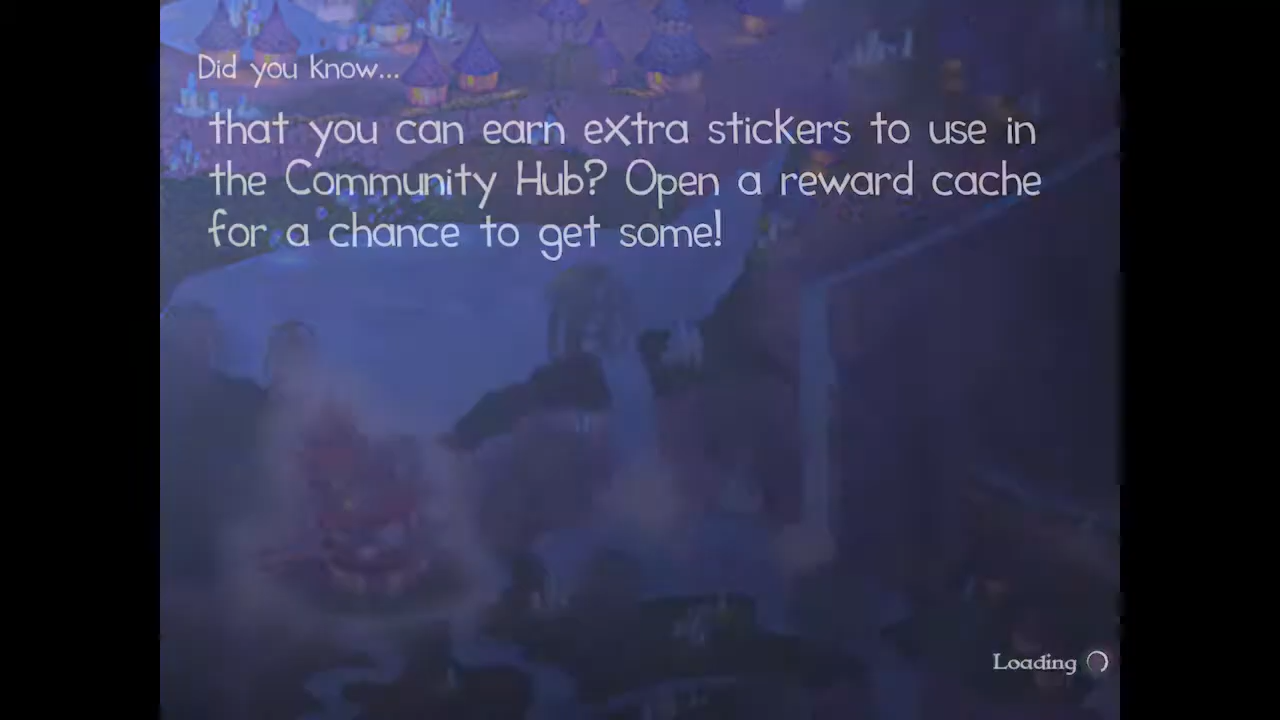 Did you know...
that you can earn extra stickers to use in
the Community Hub? Open a reward cache
for a chance to get some!
Loading